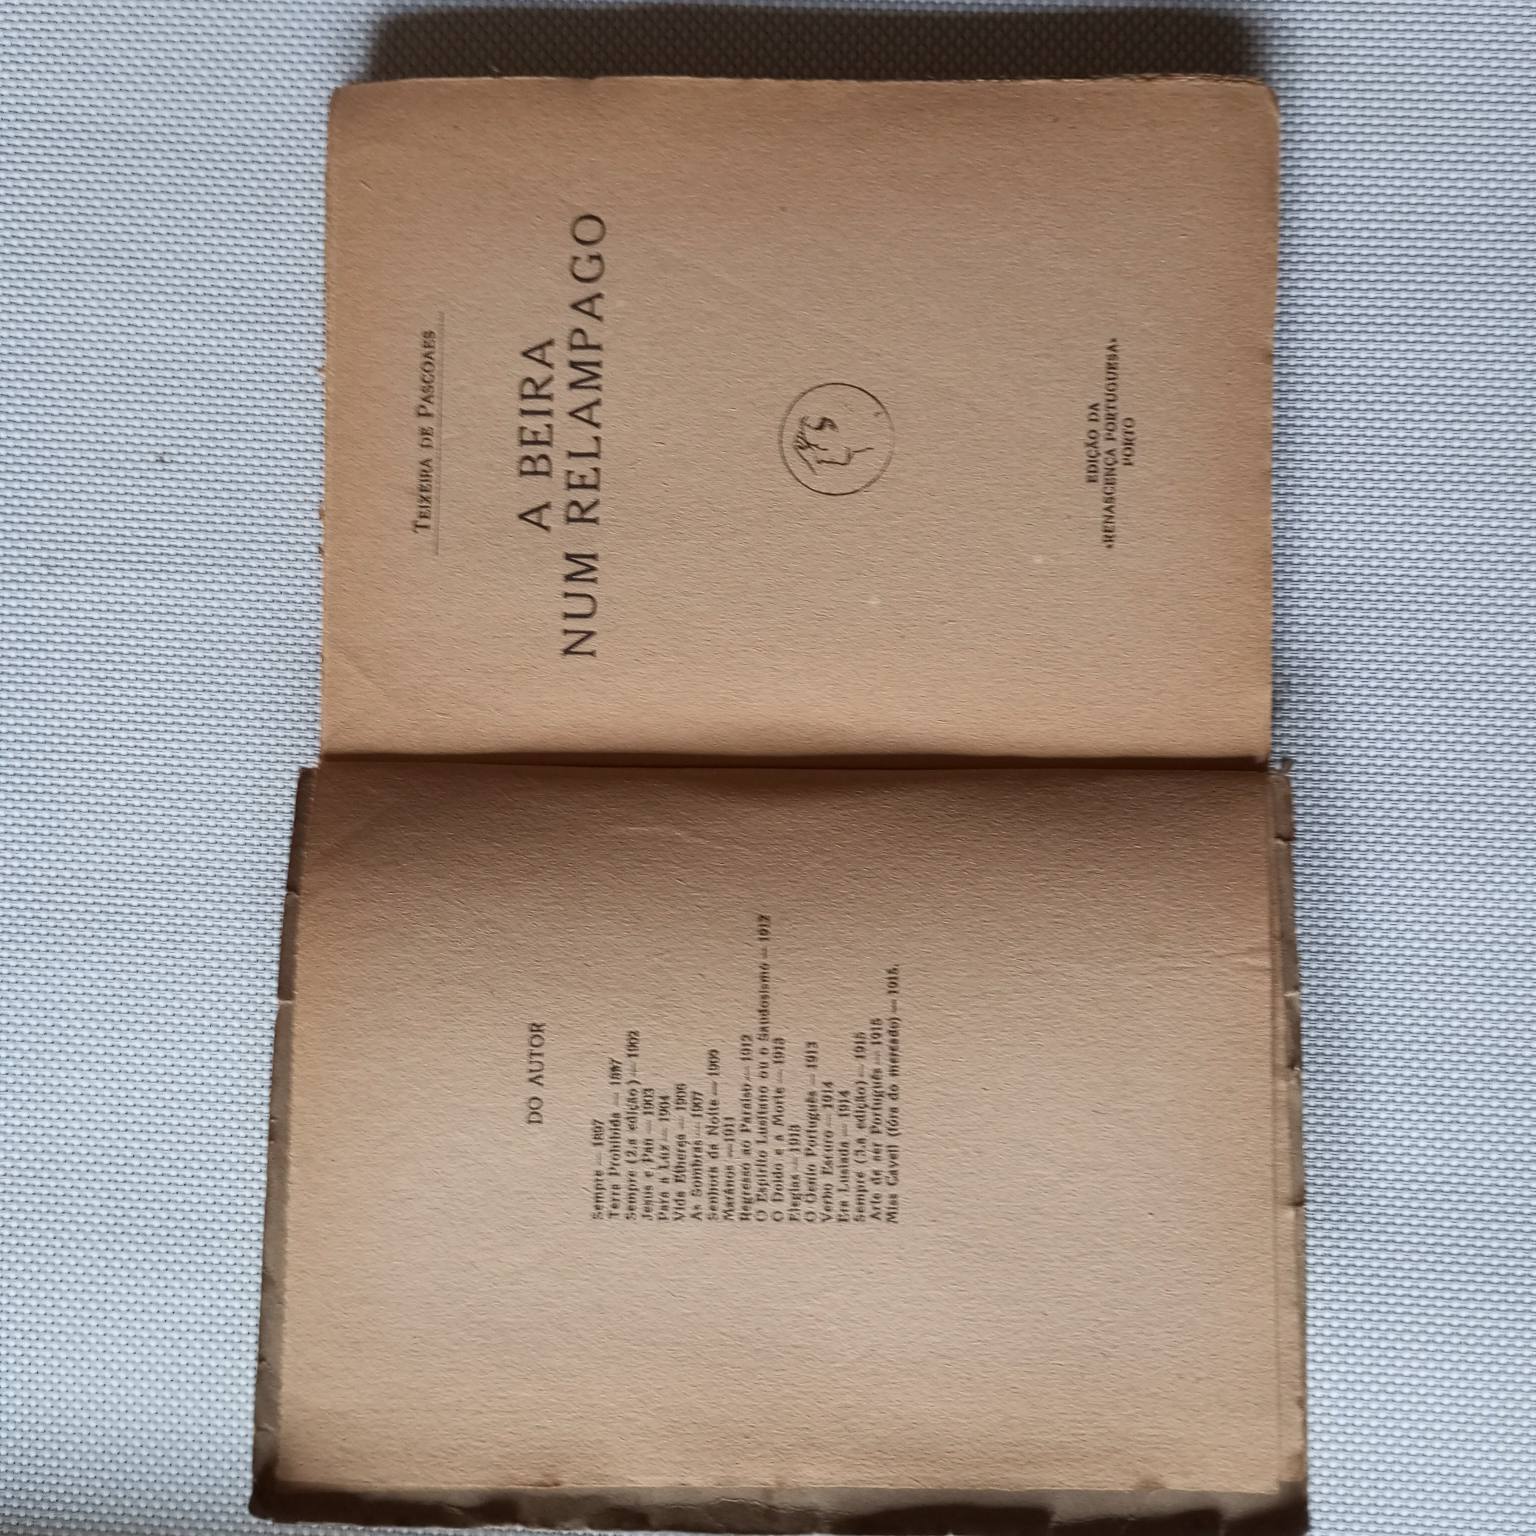 DO AUTOR
Sempre — 1897
Terra Prohibida — 1897
Sempre (2.a edição) — 1902
Jesus e Pan — 1903
Para a Luz — 1904
Vida Etherea — 1906
As Sombras — 1907
Senhora da Noite — 1909
Marânos — 1911
Regresso ao Paraiso — 1912
O Espirito Lusitano ou o Saudosismo — 1912
O Doido e a Morte — 1913
Elegias — 1913
O Genio Português — 1913
Verbo Escuro — 1914
Era Lusiada — 1914
Sempre (3.a edição) — 1915
Arte de ser Português — 1915
Miss Cavell (fóra do mercado) — 1915.
TEIXEIRA DE PASCOAES
A BEIRA
NUM RELAMPAGO
EDIÇÃO DA
«RENASCENÇA PORTUGUESA»
PORTO